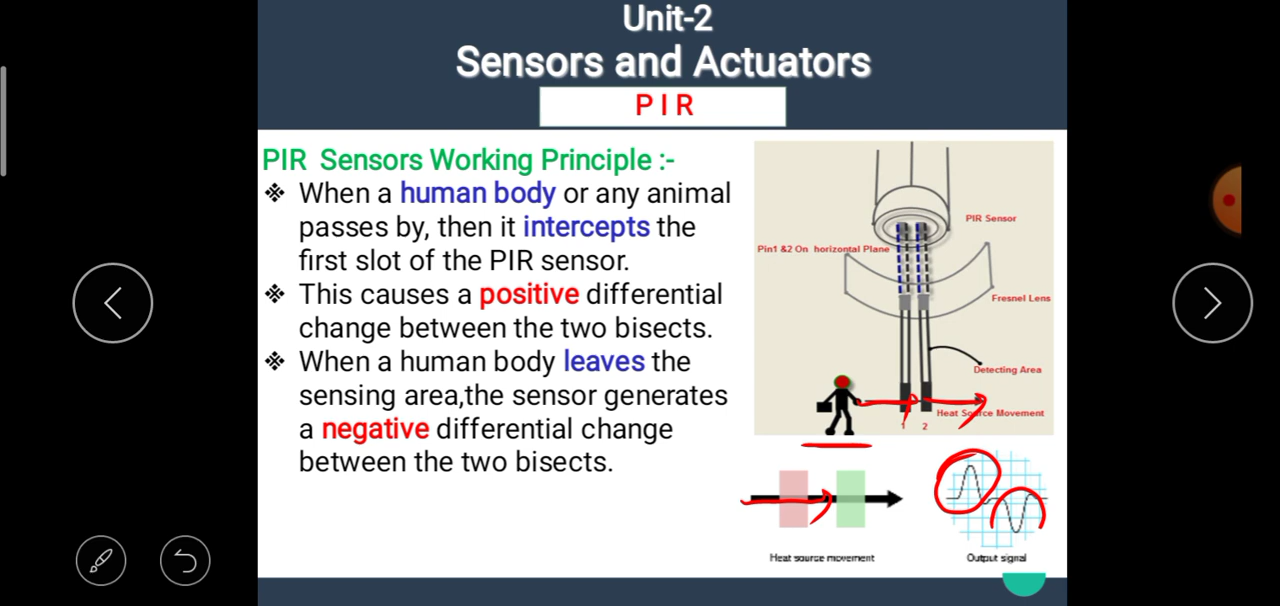 Unit-2
Sensors and Actuators
P I R
PIR Sensors Working Principle :-
❖ When a human body or any animal
passes by, then it intercepts the
first slot of the PIR sensor.
❖ This causes a positive differential
change between the two bisects.
❖ When a human body leaves the
sensing area,the sensor generates
a negative differential change
between the two bisects.
PIR Sensor
Pin1 &2 On horizontal Plane
Fresnel Lens
Detecting Area
Heat Source Movement
1 2
Heat source movement
Output signal